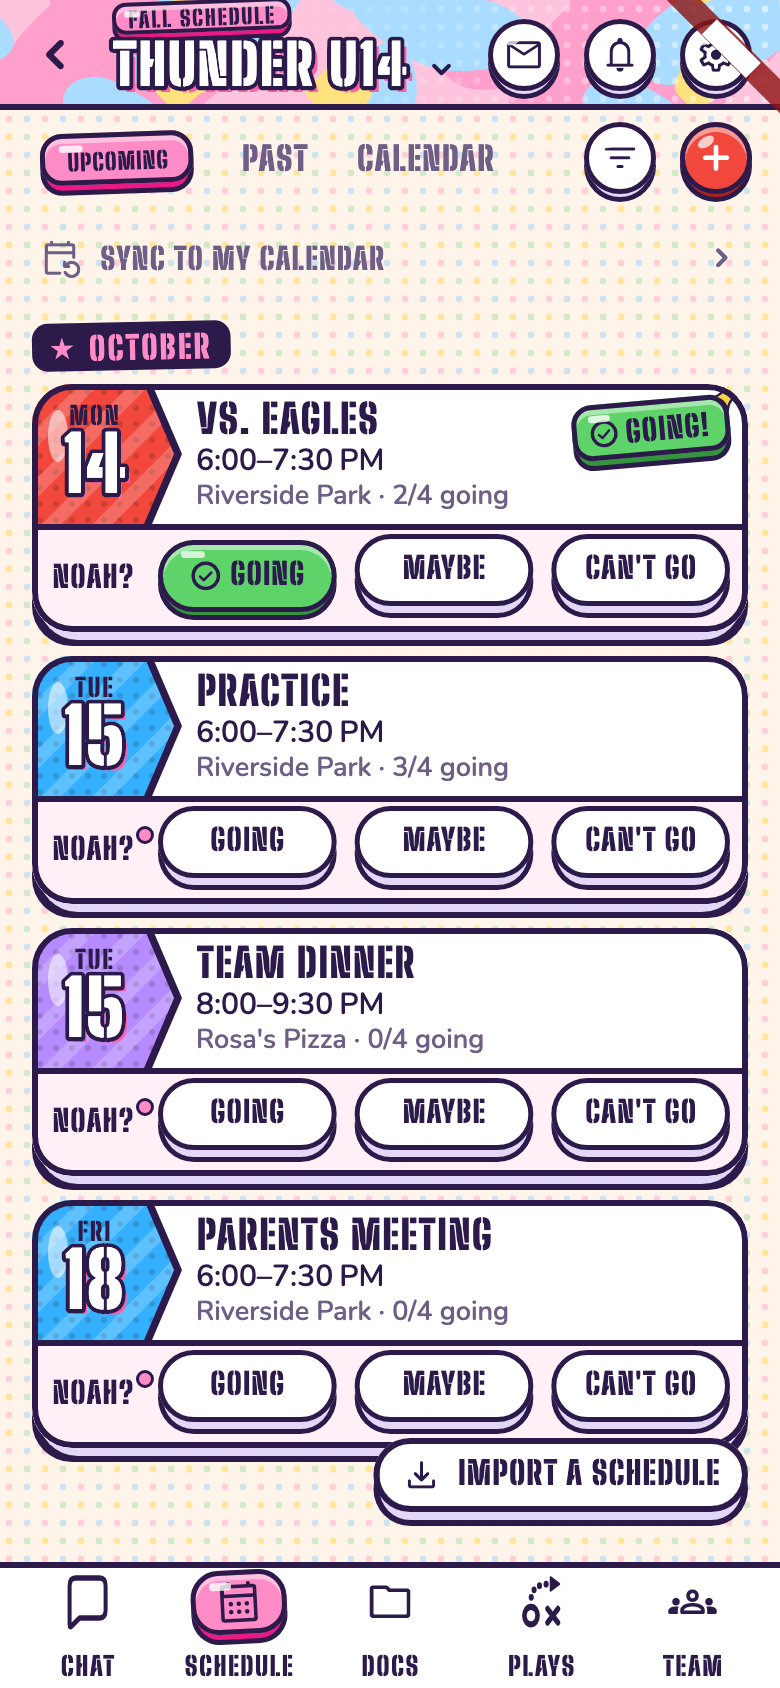 FALL SCHEDULE
THUNDER U14
UPCOMING
PAST
CALENDAR
SYNC TO MY CALENDAR
★ OCTOBER
MON
14
VS. EAGLES
6:00–7:30 PM
Riverside Park · 2/4 going
GOING!
NOAH?
GOING
MAYBE
CAN'T GO
TUE
15
PRACTICE
6:00–7:30 PM
Riverside Park · 3/4 going
NOAH?
GOING
MAYBE
CAN'T GO
TUE
15
TEAM DINNER
8:00–9:30 PM
Rosa's Pizza · 0/4 going
NOAH?
GOING
MAYBE
CAN'T GO
FRI
18
PARENTS MEETING
6:00–7:30 PM
Riverside Park · 0/4 going
NOAH?
GOING
MAYBE
CAN'T GO
IMPORT A SCHEDULE
CHAT
SCHEDULE
DOCS
PLAYS
TEAM